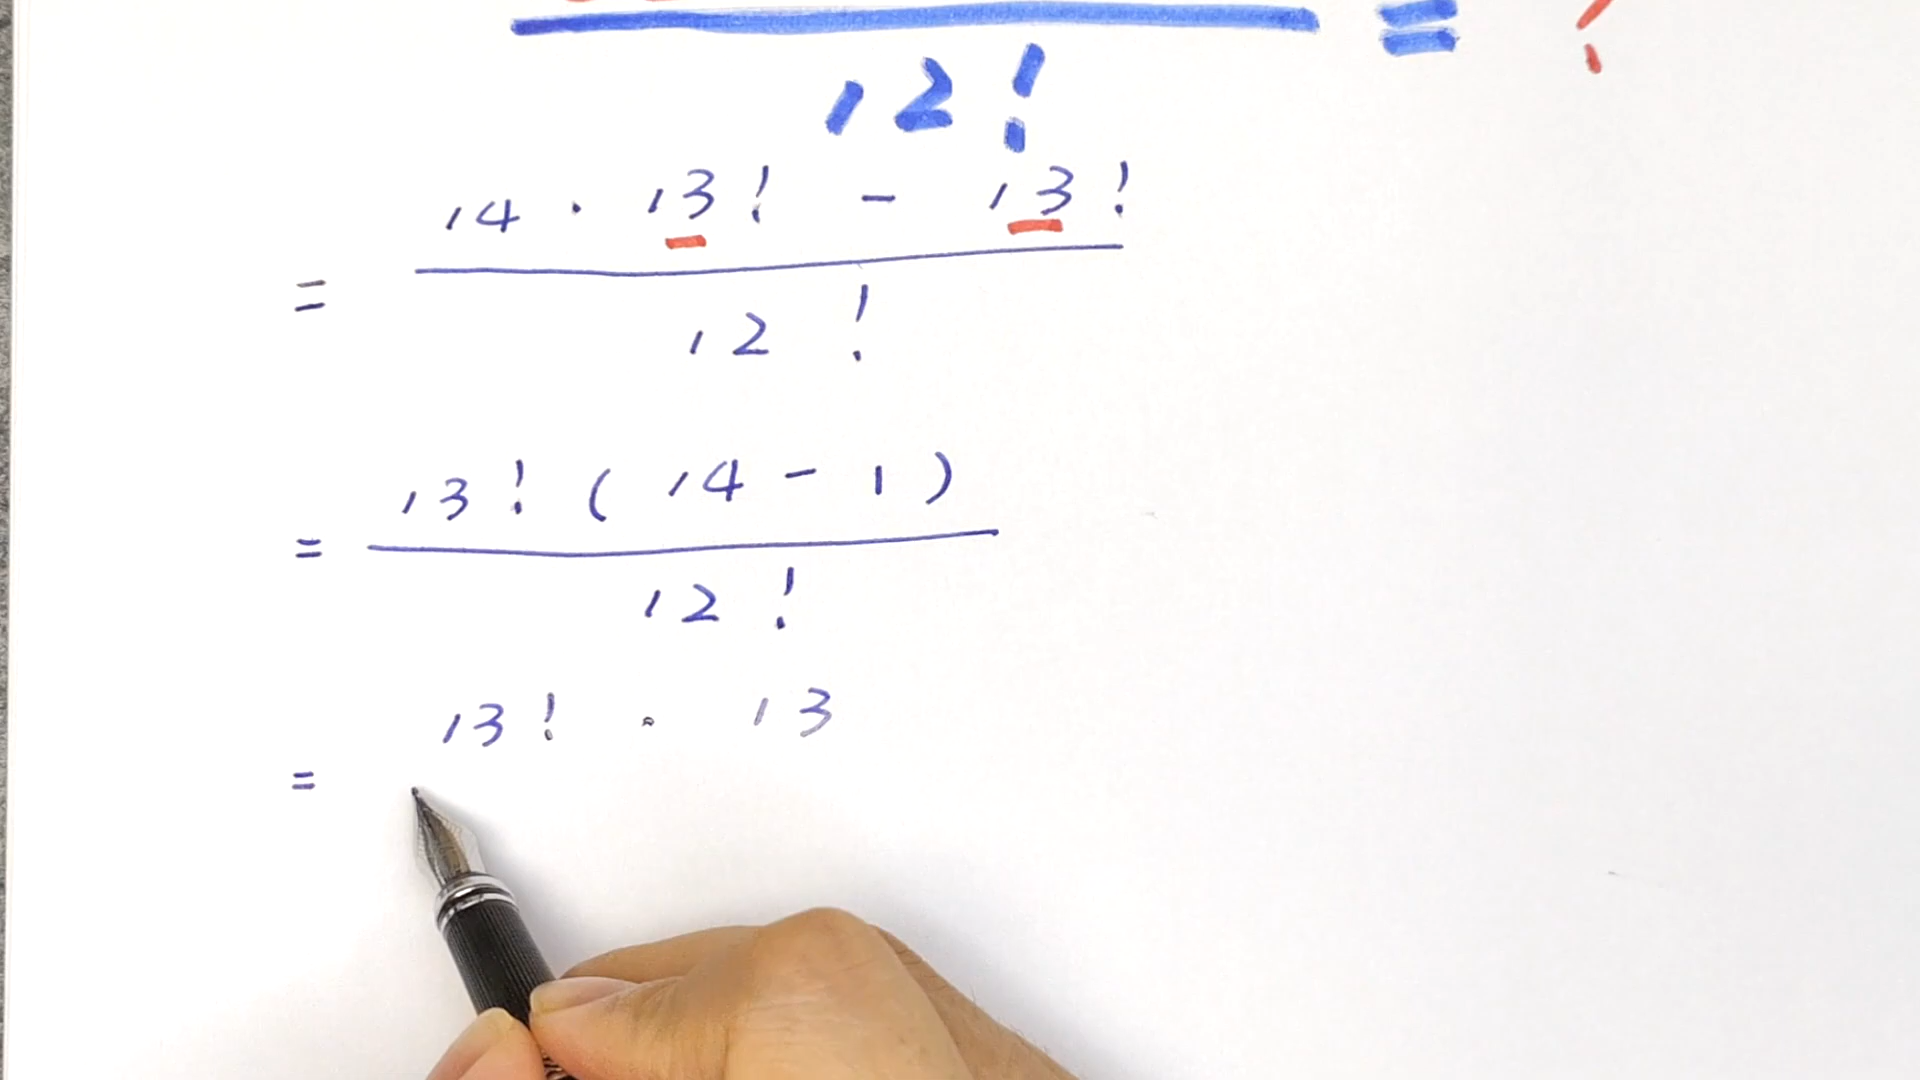 = ?
12!
14 · 13! - 13!
=
12!
13! ( 14 - 1 )
=
12!
13! · 13
=